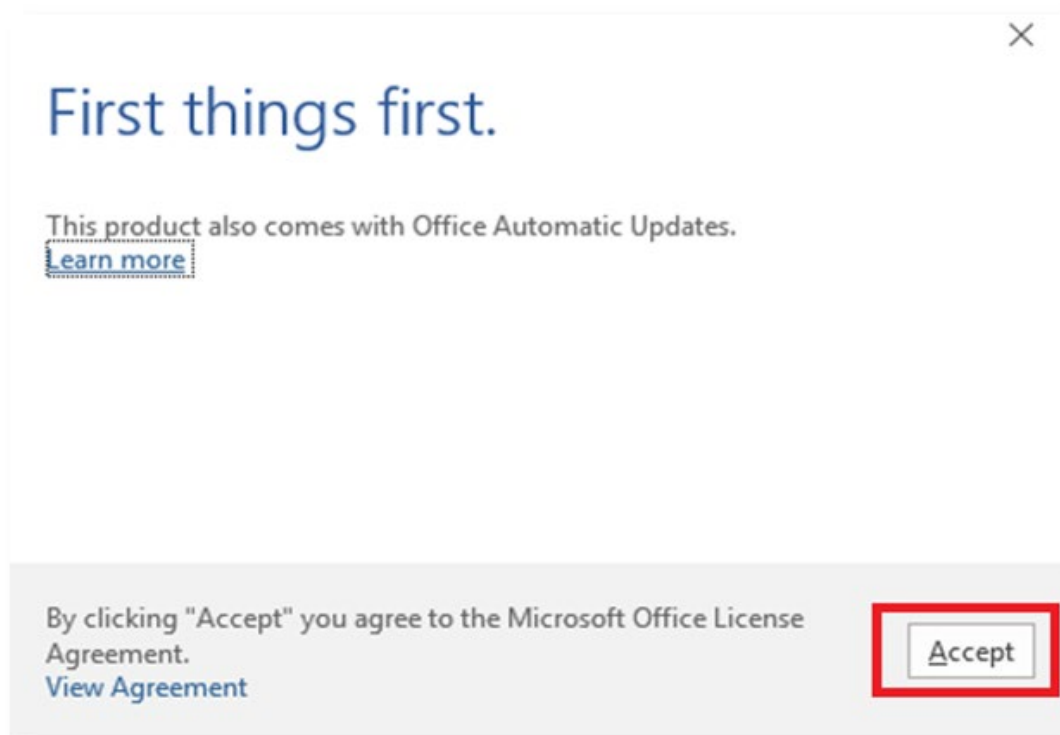 First things first.
This product also comes with Office Automatic Updates.
Learn more
By clicking "Accept" you agree to the Microsoft Office License
Agreement.
View Agreement
Accept